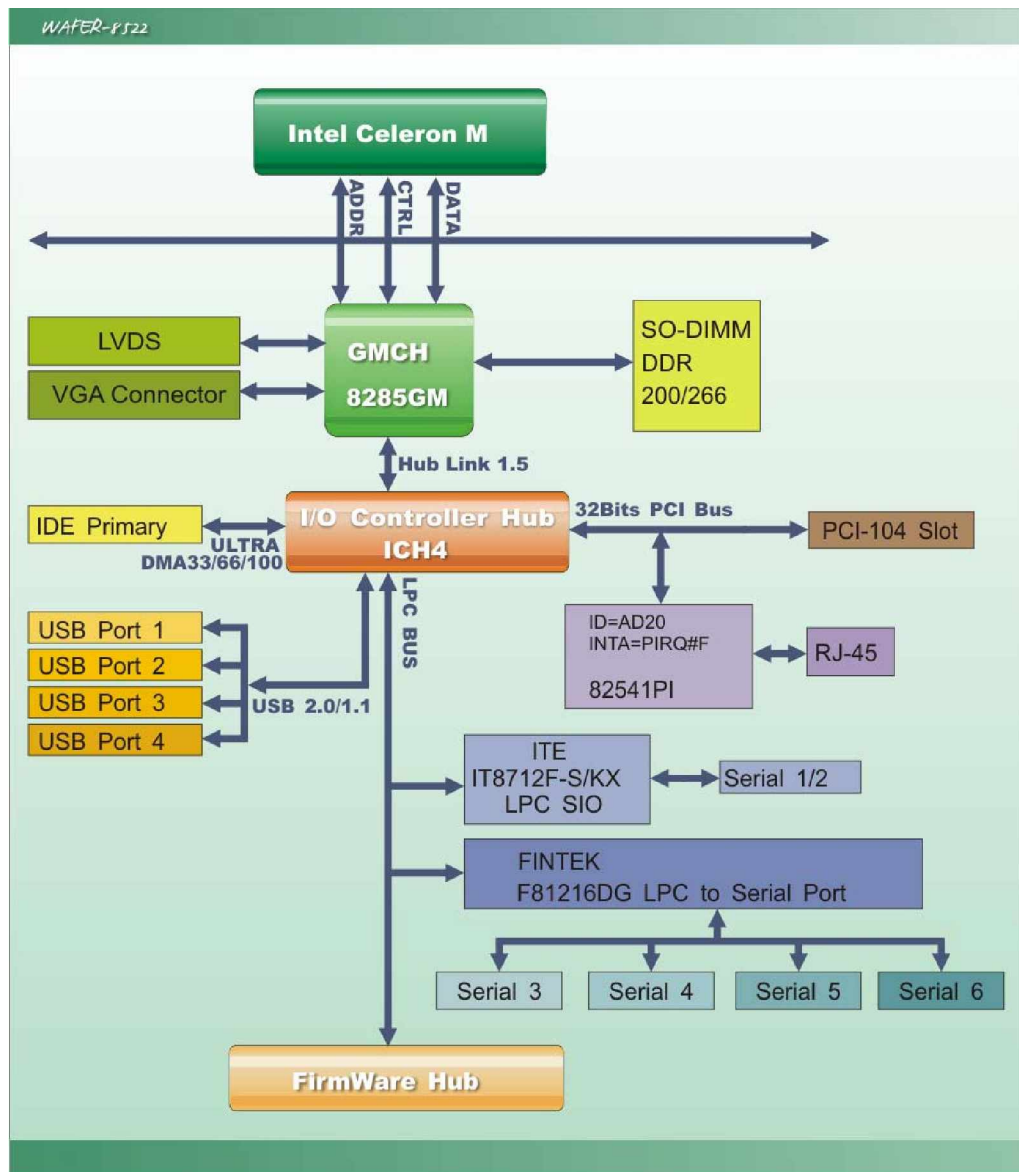 WAFER-8522
Intel Celeron M
ADDR
CTRL
DATA
LVDS
VGA Connector
GMCH
8285GM
SO-DIMM
DDR
200/266
Hub Link 1.5
IDE Primary
ULTRA
DMA33/66/100
I/O Controller Hub
ICH4
32Bits PCI Bus
PCI-104 Slot
LPC BUS
ID=AD20
INTA=PIRQ#F
82541PI
RJ-45
USB Port 1
USB Port 2
USB Port 3
USB Port 4
USB 2.0/1.1
ITE
IT8712F-S/KX
LPC SIO
Serial 1/2
FINTEK
F81216DG LPC to Serial Port
Serial 3
Serial 4
Serial 5
Serial 6
FirmWare Hub